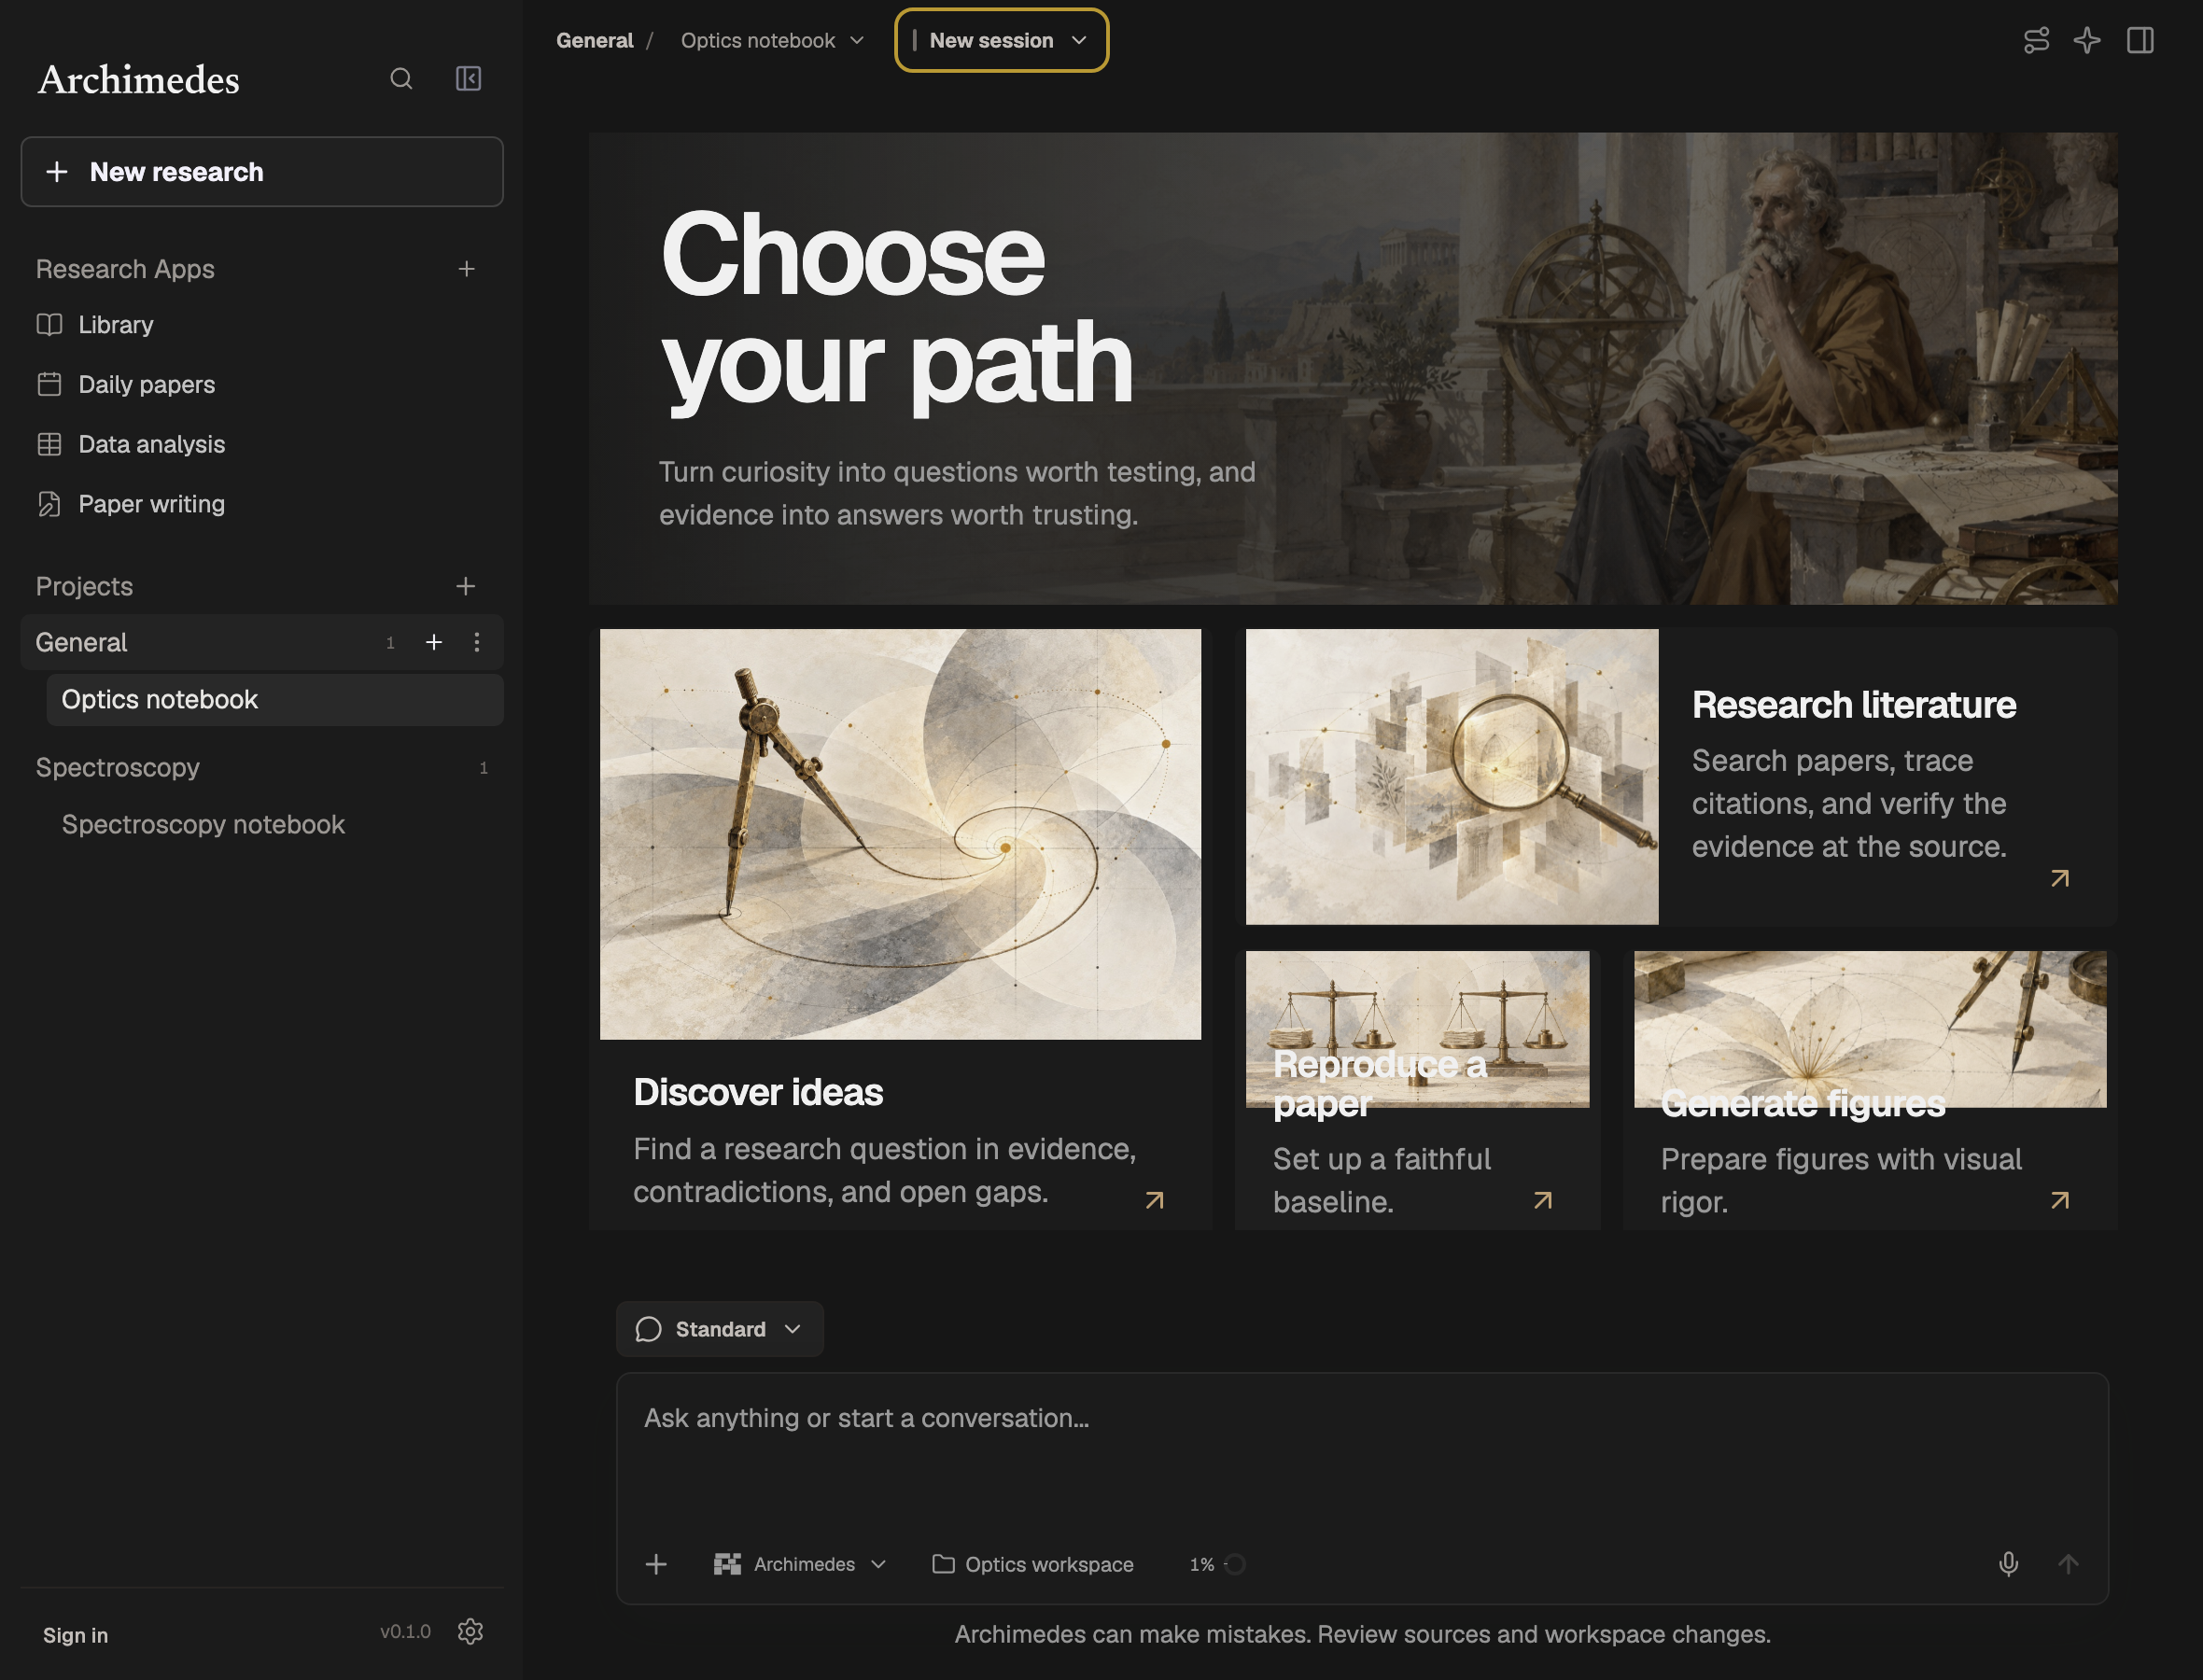 Archimedes
New research
Research Apps
Library
Daily papers
Data analysis
Paper writing
Projects
General 1
Optics notebook
Spectroscopy 1
Spectroscopy notebook
Sign in v0.1.0
General / Optics notebook New session
Choose
your path
Turn curiosity into questions worth testing, and
evidence into answers worth trusting.
Discover ideas
Find a research question in evidence,
contradictions, and open gaps.
Research literature
Search papers, trace
citations, and verify the
evidence at the source.
Reproduce a
paper
Set up a faithful
baseline.
Generate figures
Prepare figures with visual
rigor.
Standard
Ask anything or start a conversation...
Archimedes Optics workspace 1%
Archimedes can make mistakes. Review sources and workspace changes.